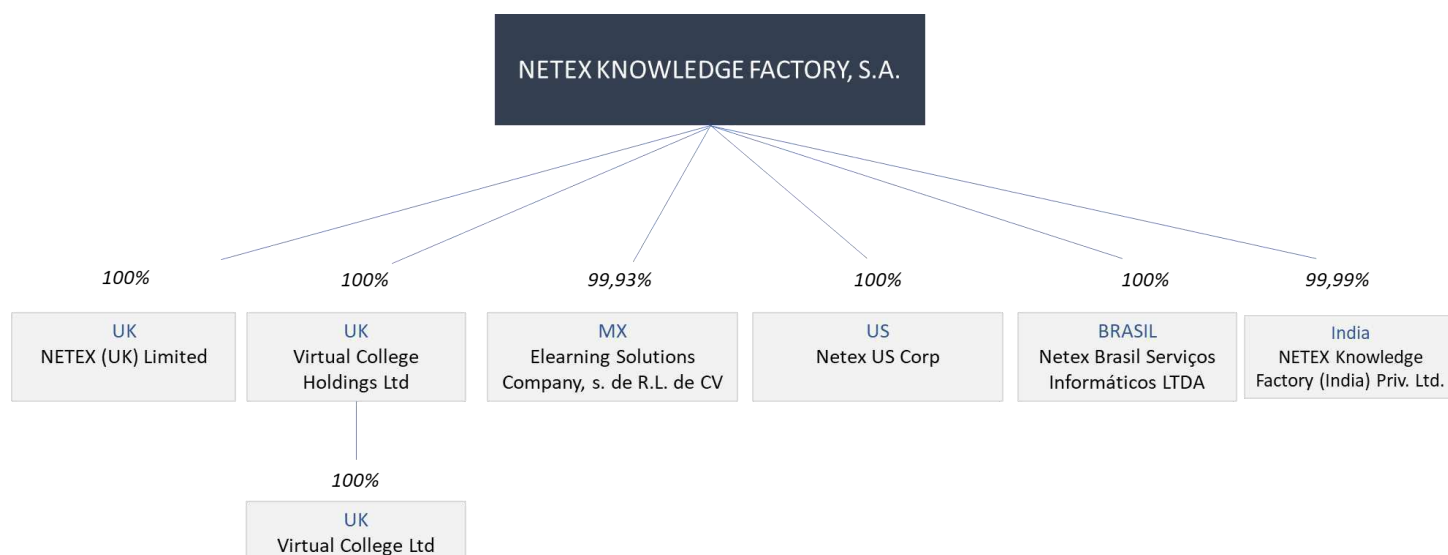 NETEX KNOWLEDGE FACTORY, S.A.
100%
100%
99,93%
100%
100%
99,99%
UK
NETEX (UK) Limited
UK
Virtual College
Holdings Ltd
MX
Elearning Solutions
Company, s. de R.L. de CV
US
Netex US Corp
BRASIL
Netex Brasil Serviços
Informáticos LTDA
India
NETEX Knowledge
Factory (India) Priv. Ltd.
100%
UK
Virtual College Ltd